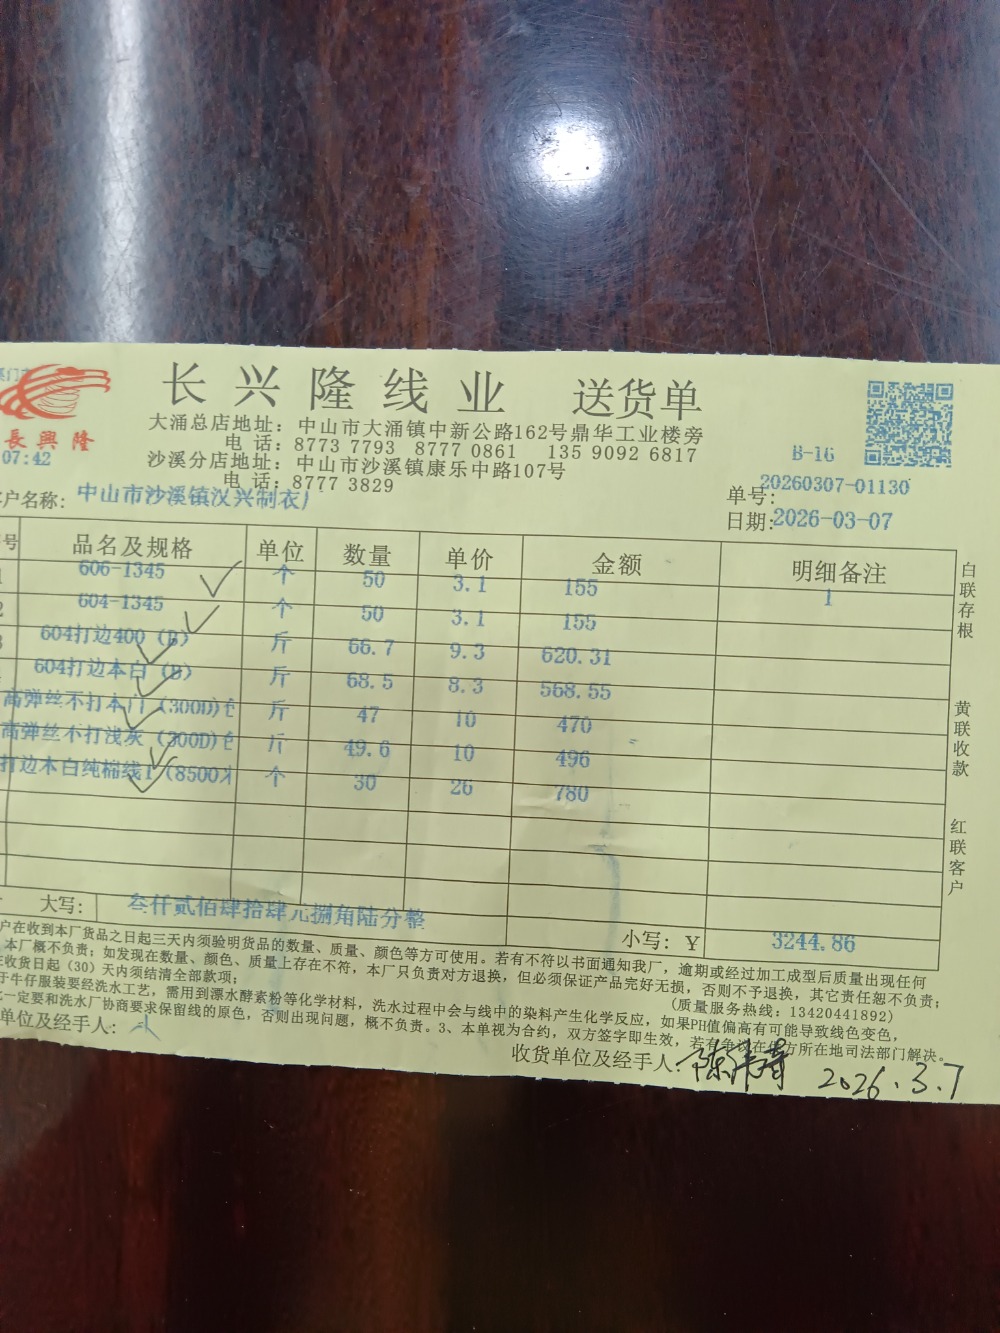 长兴隆线业 送货单
長興隆
07:42
大涌总店地址：中山市大涌镇中新公路162号鼎华工业楼旁
电 话：8773 7793 8777 0861 135 9092 6817
沙溪分店地址：中山市沙溪镇康乐中路107号
电 话：8777 3829
B-16
客户名称：中山市沙溪镇汉兴制衣厂
单号：20260307-01130
日期：2026-03-07
号 品名及规格 单位 数量 单价 金额 明细备注
1 606-1345 个 50 3.1 155 1
2 604-1345 个 50 3.1 155
3 604打边400（B） 斤 66.7 9.3 620.31
604打边本白（B） 斤 68.5 8.3 568.55
高弹丝不打本 (300D) 斤 47 10 470
高弹丝不打浅灰 (300D) 斤 49.6 10 496
打边本白纯棉线 (8500 个 30 26 780
大写：叁仟贰佰肆拾肆元捌角陆分整
小写：￥ 3244.86
户在收到本厂货品之日起三天内须验明货品的数量、质量、颜色等方可使用。若有不符以书面通知我厂，逾期或经过加工成型后质量出现任何
，本厂概不负责；如发现在数量、颜色、质量上存在不符，本厂只负责对方退换，但必须保证产品完好无损，否则不予退换，其它责任恕不负责；
收货日起（30）天内须结清全部款项；
（质量服务热线：13420441892）
于牛仔服装要经洗水工艺，需用到漂水酵素粉等化学材料，洗水过程中会与线中的染料产生化学反应，如果PH值偏高有可能导致线色变色，
一定要和洗水厂协商要求保留线的原色，否则出现问题，概不负责。3、本单视为合约，双方签字即生效，若有争议在 方所在地司法部门解决。
单位及经手人：
收货单位及经手人： 2026.3.7
白联存根
黄联收款
红联客户